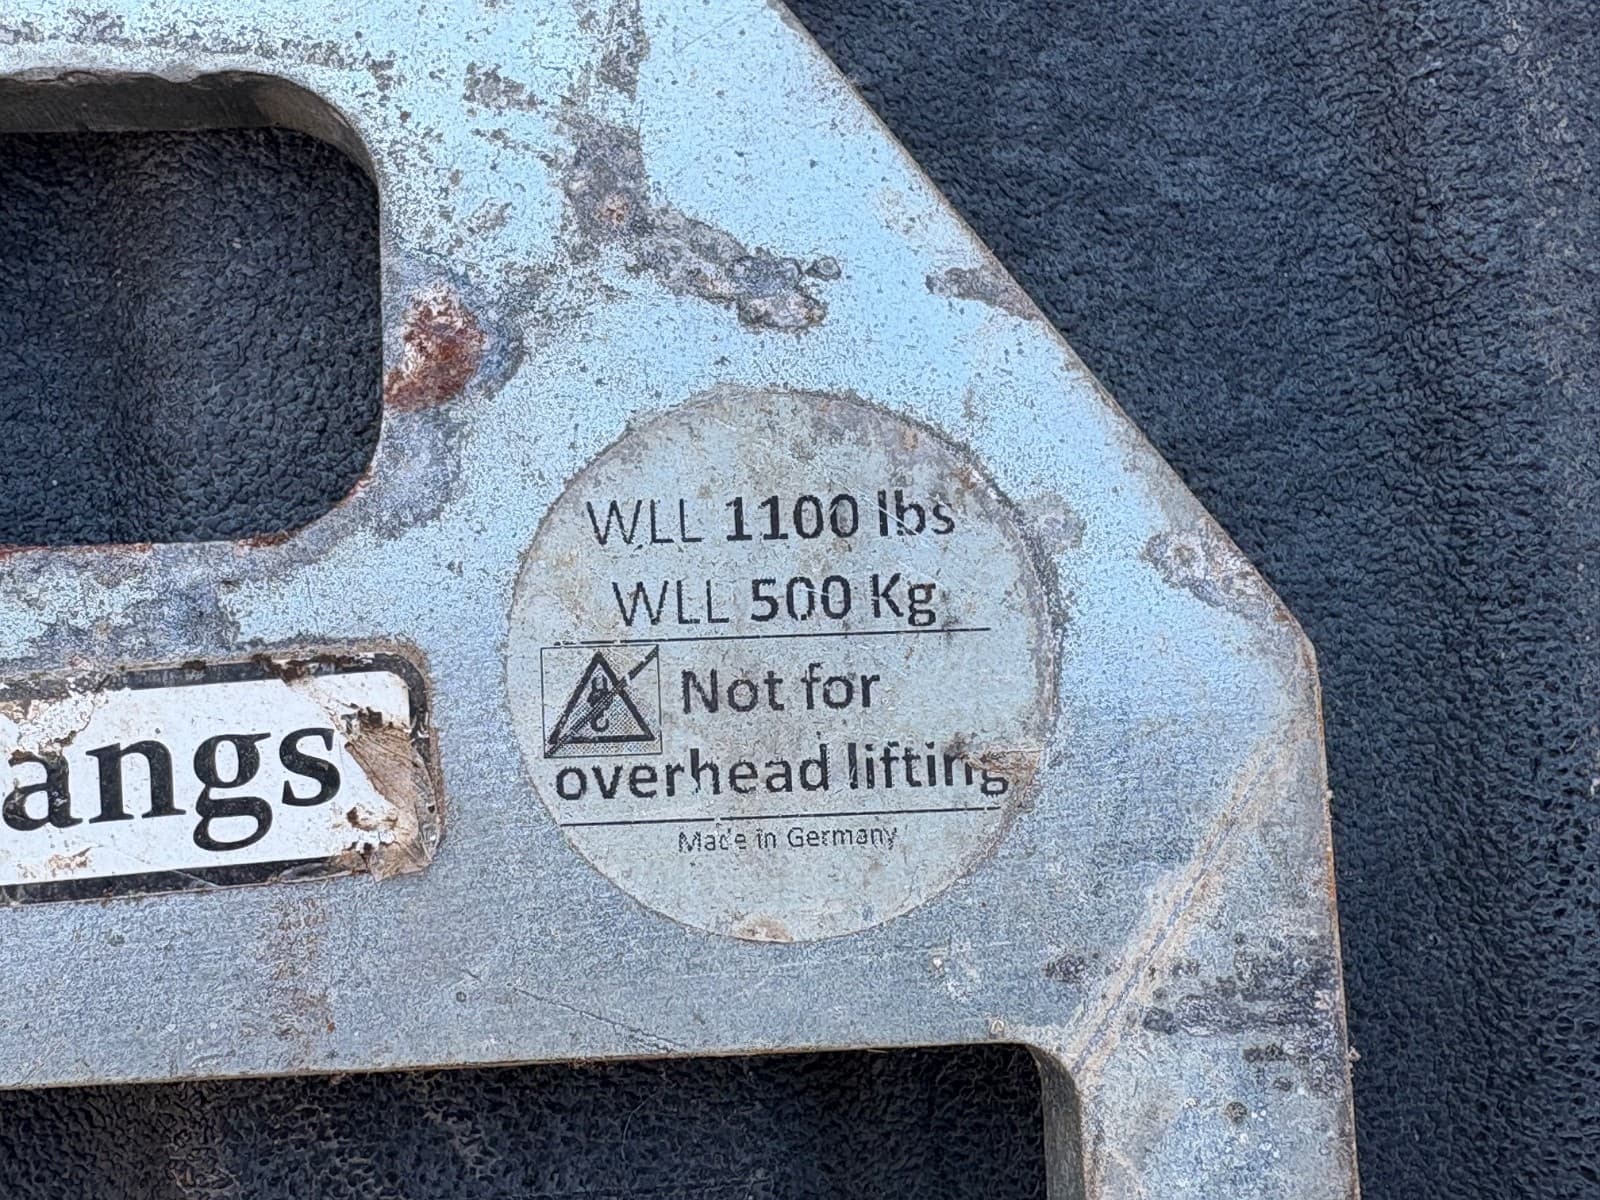 WLL 1100 lbs
WLL 500 Kg
Not for
overhead lifting
Made in Germany
angs